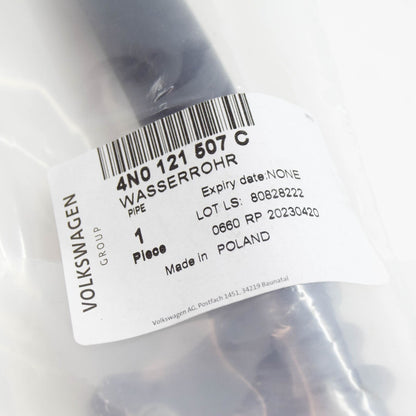 4N0 121 507 C
WASSERROHR
PIPE
1
Piece
Expiry date:NONE
LOT LS: 80828222
0660 RP 20230420
Made in POLAND
VOLKSWAGEN
GROUP
Volkswagen AG, Postfach 1451, 34219 Baunatal